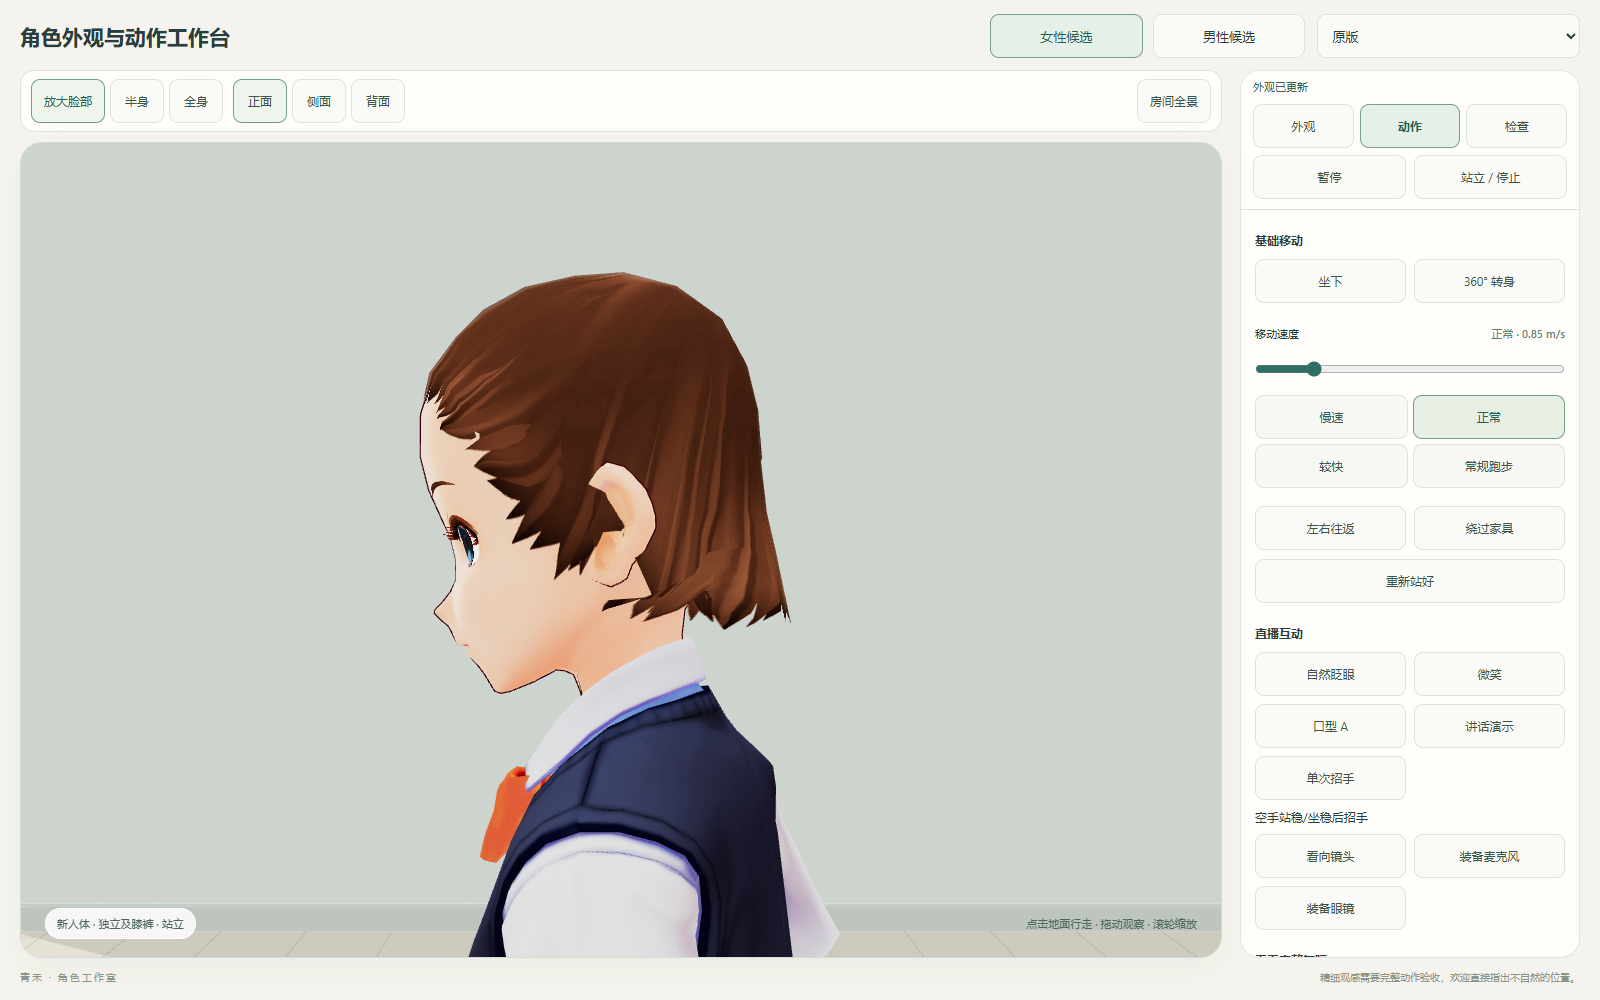 角色外观与动作工作台
女性候选 男性候选 原版
放大脸部 半身 全身 正面 侧面 背面 房间全景
外观已更新
外观 动作 检查
暂停 站立 / 停止
基础移动
坐下 360° 转身
移动速度 正常 · 0.85 m/s
慢速 正常
较快 常规跑步
左右往返 绕过家具
重新站好
直播互动
自然眨眼 微笑
口型 A 讲话演示
单次招手
空手站稳/坐稳后招手
看向镜头 装备麦克风
装备眼镜
新人体 · 独立及膝裤 · 站立 点击地面行走 · 拖动观察 · 滚轮缩放
青禾 · 角色工作室 精细观感需要完整动作验收，欢迎直接指出不自然的位置。